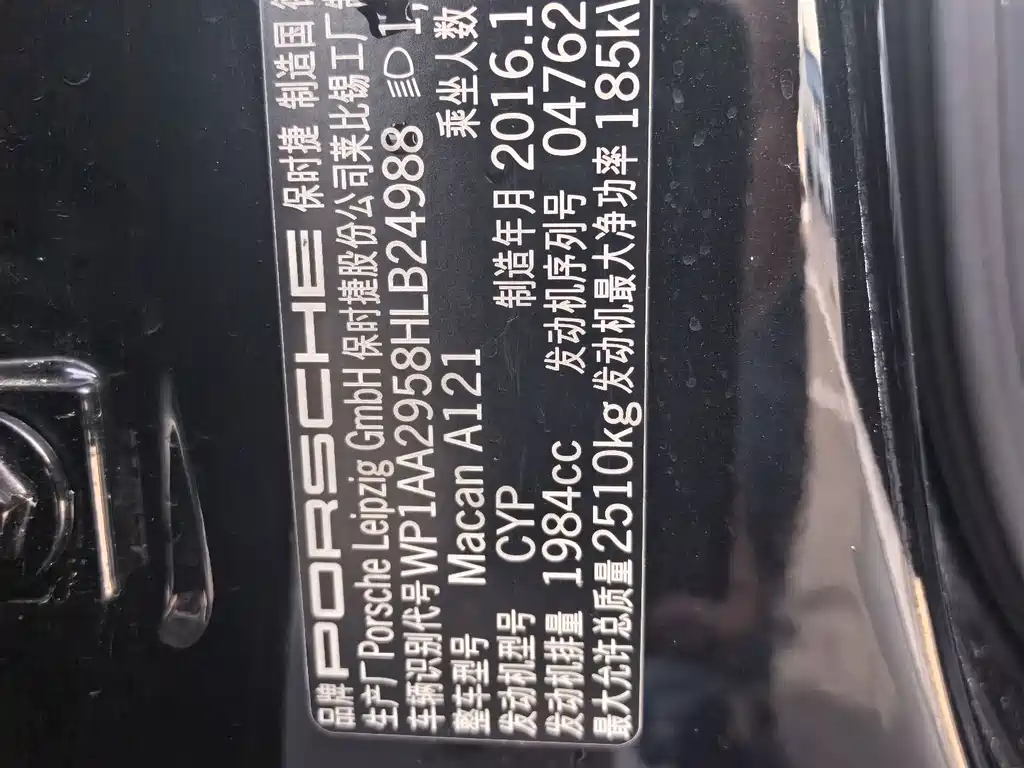 品牌 PORSCHE 保时捷 制造国
生产厂 Porsche Leipzig GmbH 保时捷股份公司莱比锡工厂制
车辆识别代号 WP1AA2958HLB24988 1,
整车型号 Macan A121 乘坐人数
发动机型号 CYP 制造年月 2016.1
发动机排量 1984cc 发动机序列号 04762
最大允许总质量 2510kg 发动机最大净功率 185k